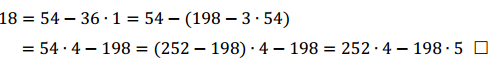 18 = 54 − 36 · 1 = 54 − (198 − 3 · 54)
= 54 · 4 − 198 = (252 − 198) · 4 − 198 = 252 · 4 − 198 · 5 □